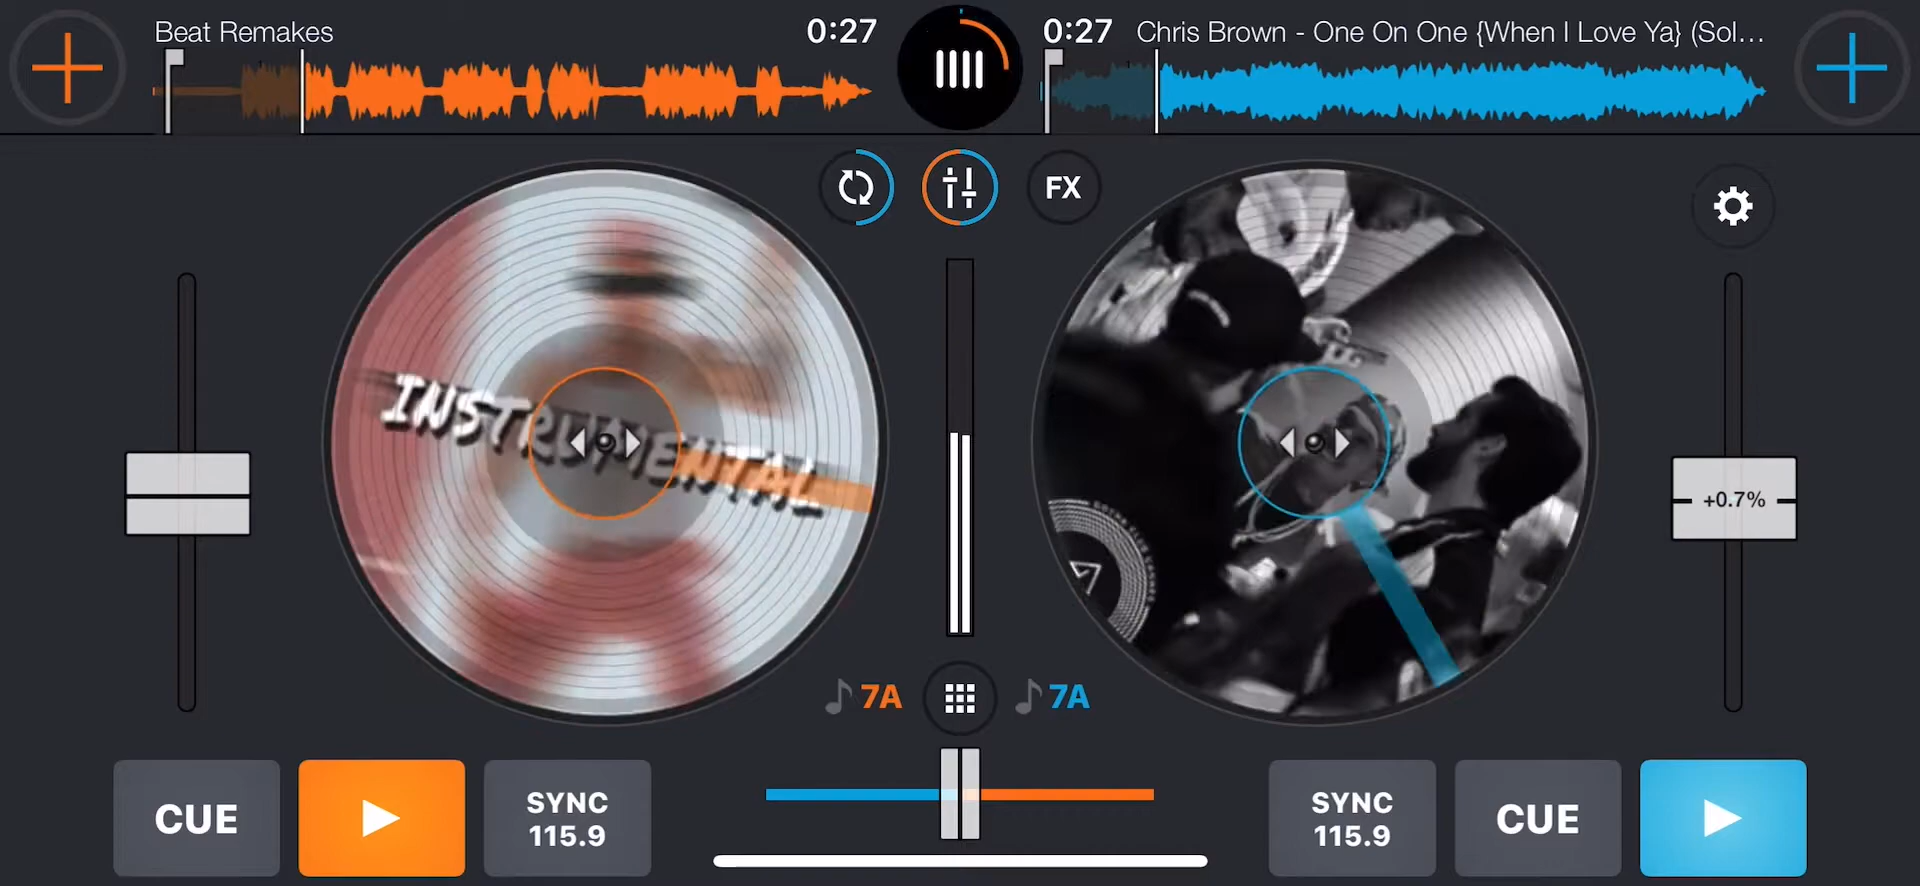 Beat Remakes
0:27
0:27
Chris Brown - One On One {When I Love Ya} (Sol...
FX
INSTRUMENTAL
+0.7%
7A
7A
CUE
SYNC
115.9
SYNC
115.9
CUE